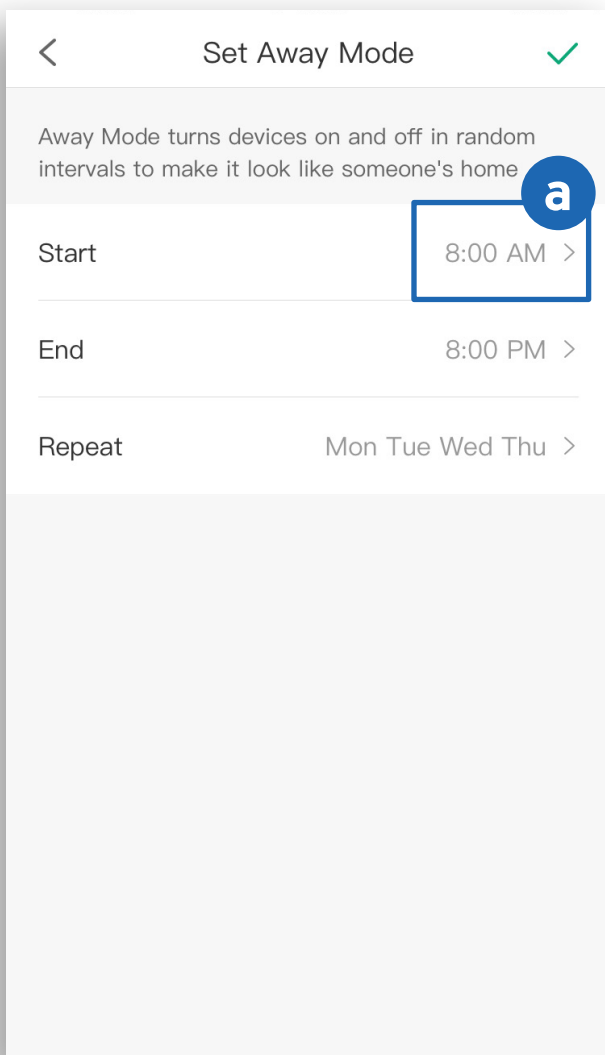 Set Away Mode
Away Mode turns devices on and off in random
intervals to make it look like someone's home
a
Start 8:00 AM
End 8:00 PM
Repeat Mon Tue Wed Thu